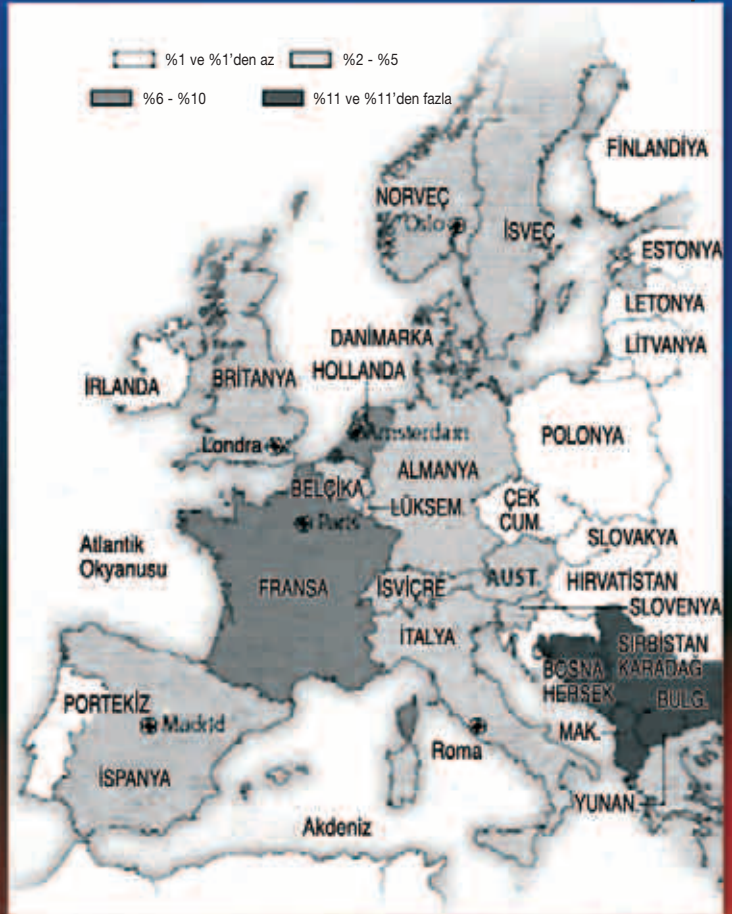 %1 ve %1'den az
%2 - %5
%6 - %10
%11 ve %11'den fazla
FİNLANDİYA
NORVEÇ
Oslo
İSVEÇ
ESTONYA
LETONYA
DANİMARKA
LİTVANYA
HOLLANDA
İRLANDA
BRİTANYA
Amsterdam
Londra
POLONYA
ALMANYA
BELÇİKA
LÜKSEM.
ÇEK
CUM.
Paris
SLOVAKYA
Atlantik
Okyanusu
FRANSA
İSVİÇRE
AUST.
HIRVATİSTAN
SLOVENYA
İTALYA
SIRBİSTAN
KARADAG
BOSNA
HERSEK
BULG.
PORTEKİZ
Madrid
MAK.
Roma
İSPANYA
YUNAN.
Akdeniz